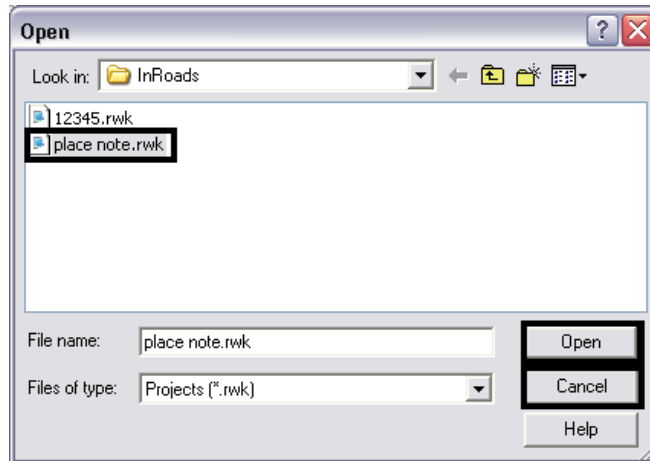 Open
Look in: InRoads
12345.rwk
place note.rwk
File name: place note.rwk Open
Files of type: Projects (*.rwk) Cancel
Help